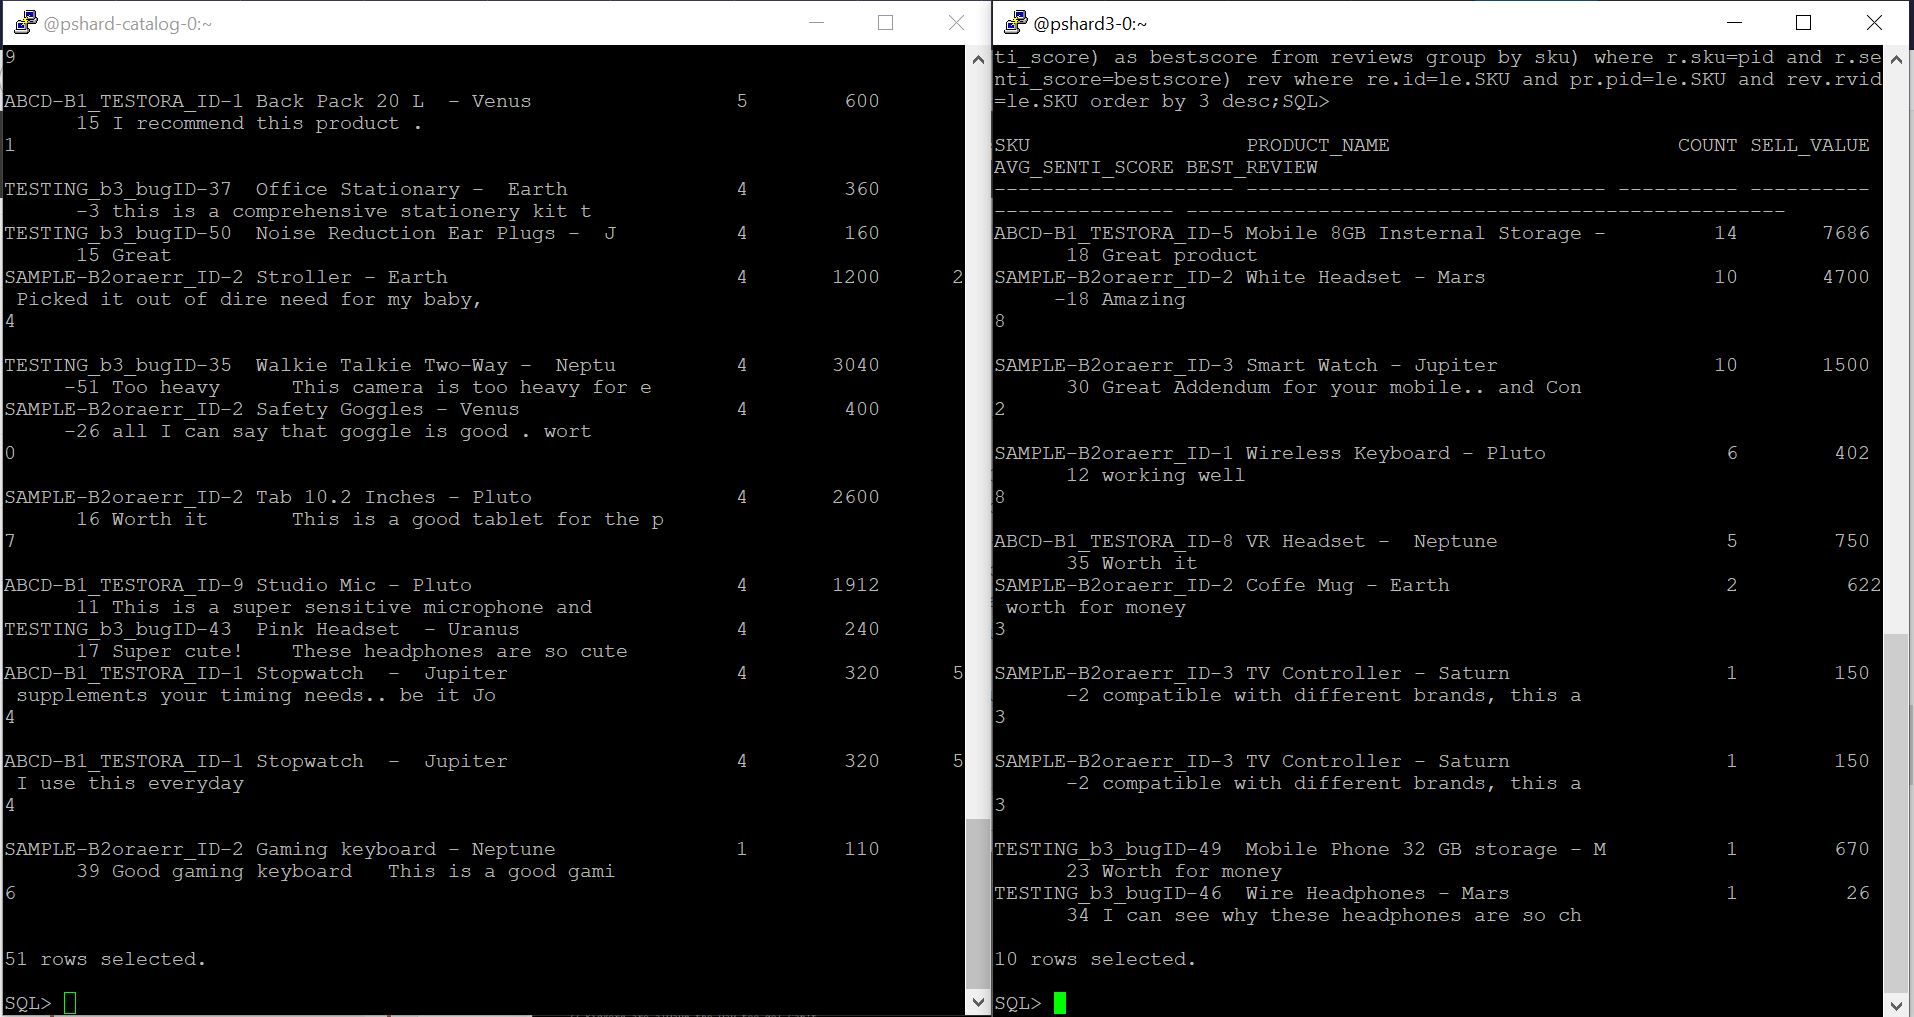 @pshard-catalog-0:~
9
ABCD-B1_TESTORA_ID-1 Back Pack 20 L  - Venus 5 600
15 I recommend this product .
1
TESTING_b3_bugID-37  Office Stationary -  Earth 4 360
-3 this is a comprehensive stationery kit t
TESTING_b3_bugID-50  Noise Reduction Ear Plugs -  J 4 160
15 Great
SAMPLE-B2oraerr_ID-2 Stroller - Earth 4 1200 2
Picked it out of dire need for my baby,
4
TESTING_b3_bugID-35  Walkie Talkie Two-Way -  Neptu 4 3040
-51 Too heavy      This camera is too heavy for e
SAMPLE-B2oraerr_ID-2 Safety Goggles - Venus 4 400
-26 all I can say that goggle is good . wort
0
SAMPLE-B2oraerr_ID-2 Tab 10.2 Inches - Pluto 4 2600
16 Worth it       This is a good tablet for the p
7
ABCD-B1_TESTORA_ID-9 Studio Mic - Pluto 4 1912
11 This is a super sensitive microphone and
TESTING_b3_bugID-43  Pink Headset  - Uranus 4 240
17 Super cute!    These headphones are so cute
ABCD-B1_TESTORA_ID-1 Stopwatch  -  Jupiter 4 320 5
supplements your timing needs.. be it Jo
4
ABCD-B1_TESTORA_ID-1 Stopwatch  -  Jupiter 4 320 5
I use this everyday
4
SAMPLE-B2oraerr_ID-2 Gaming keyboard - Neptune 1 110
39 Good gaming keyboard   This is a good gami
6
51 rows selected.
SQL>
@pshard3-0:~
ti_score) as bestscore from reviews group by sku) where r.sku=pid and r.se
nti_score=bestscore) rev where re.id=le.SKU and pr.pid=le.SKU and rev.rvid
=le.SKU order by 3 desc;SQL>
SKU PRODUCT_NAME COUNT SELL_VALUE
AVG_SENTI_SCORE BEST_REVIEW
-------------------- ------------------------------ ---------- ----------
--------------- --------------------------------------------------
ABCD-B1_TESTORA_ID-5 Mobile 8GB Insternal Storage - 14 7686
18 Great product
SAMPLE-B2oraerr_ID-2 White Headset - Mars 10 4700
-18 Amazing
8
SAMPLE-B2oraerr_ID-3 Smart Watch - Jupiter 10 1500
30 Great Addendum for your mobile.. and Con
2
SAMPLE-B2oraerr_ID-1 Wireless Keyboard - Pluto 6 402
12 working well
8
ABCD-B1_TESTORA_ID-8 VR Headset -  Neptune 5 750
35 Worth it
SAMPLE-B2oraerr_ID-2 Coffe Mug - Earth 2 622
worth for money
3
SAMPLE-B2oraerr_ID-3 TV Controller - Saturn 1 150
-2 compatible with different brands, this a
3
SAMPLE-B2oraerr_ID-3 TV Controller - Saturn 1 150
-2 compatible with different brands, this a
3
TESTING_b3_bugID-49  Mobile Phone 32 GB storage - M 1 670
23 Worth for money
TESTING_b3_bugID-46  Wire Headphones - Mars 1 26
34 I can see why these headphones are so ch
10 rows selected.
SQL>